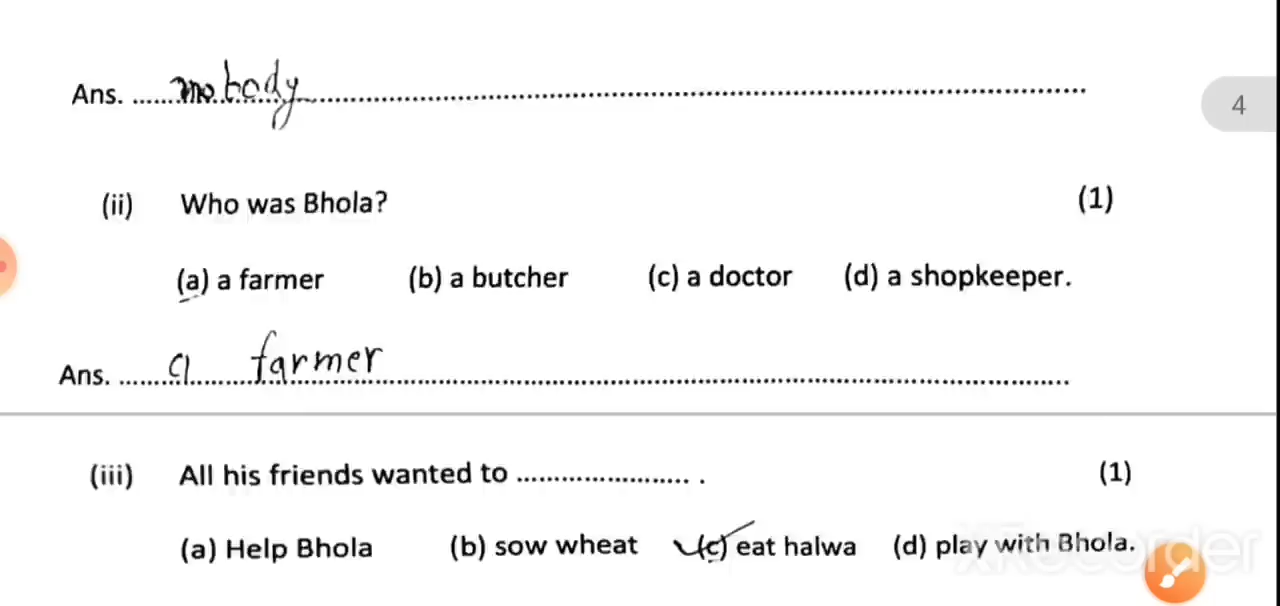 Ans. ......nobody..........
4
(ii) Who was Bhola? (1)
(a) a farmer (b) a butcher (c) a doctor (d) a shopkeeper.
Ans. ......a farmer..........
(iii) All his friends wanted to ...................... . (1)
(a) Help Bhola (b) sow wheat (c) eat halwa (d) play with Bhola.
XRecorder